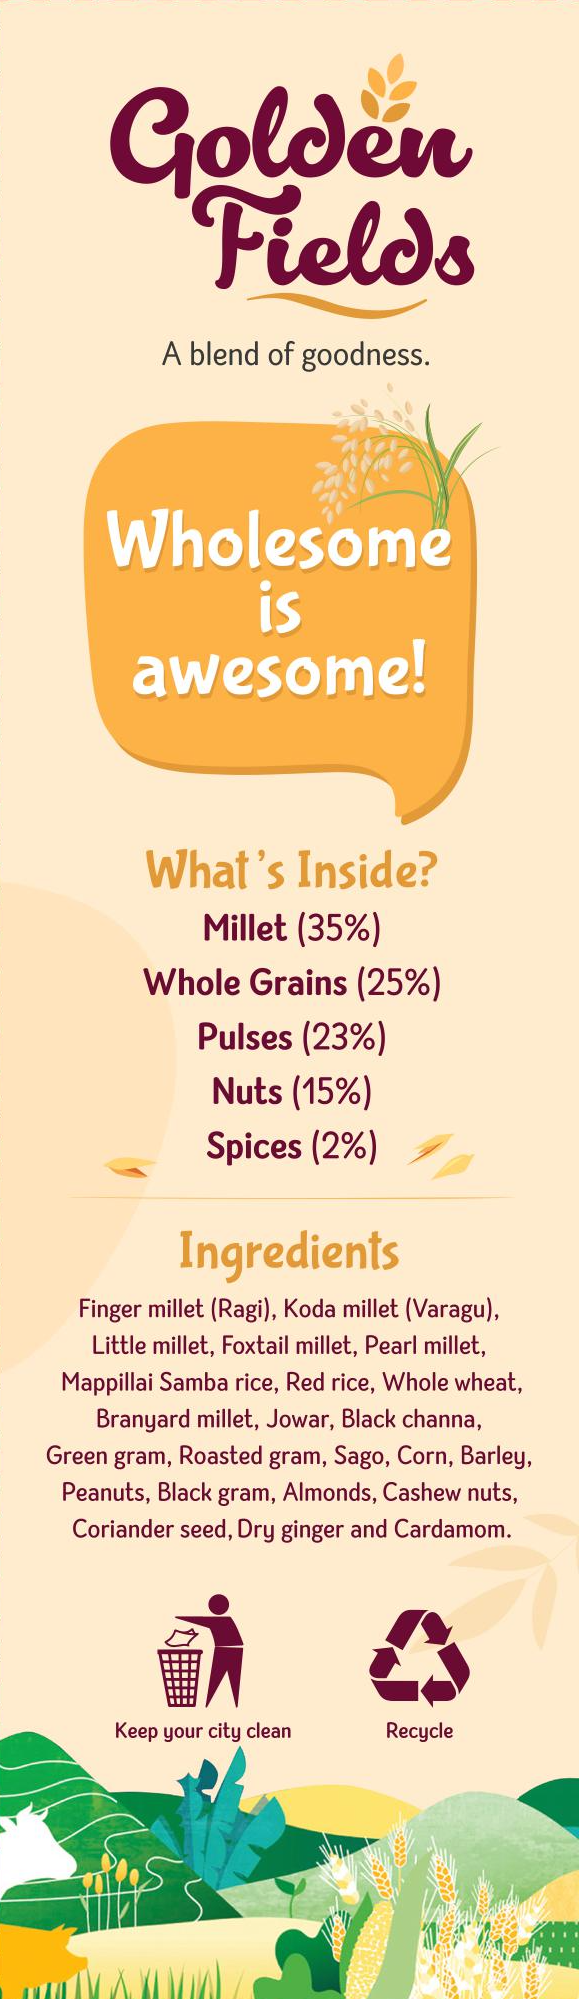 Golden
Fields
A blend of goodness.
Wholesome
is
awesome!
What's Inside?
Millet (35%)
Whole Grains (25%)
Pulses (23%)
Nuts (15%)
Spices (2%)
Ingredients
Finger millet (Ragi), Koda millet (Varagu),
Little millet, Foxtail millet, Pearl millet,
Mappillai Samba rice, Red rice, Whole wheat,
Branyard millet, Jowar, Black channa,
Green gram, Roasted gram, Sago, Corn, Barley,
Peanuts, Black gram, Almonds, Cashew nuts,
Coriander seed, Dry ginger and Cardamom.
Keep your city clean
Recycle